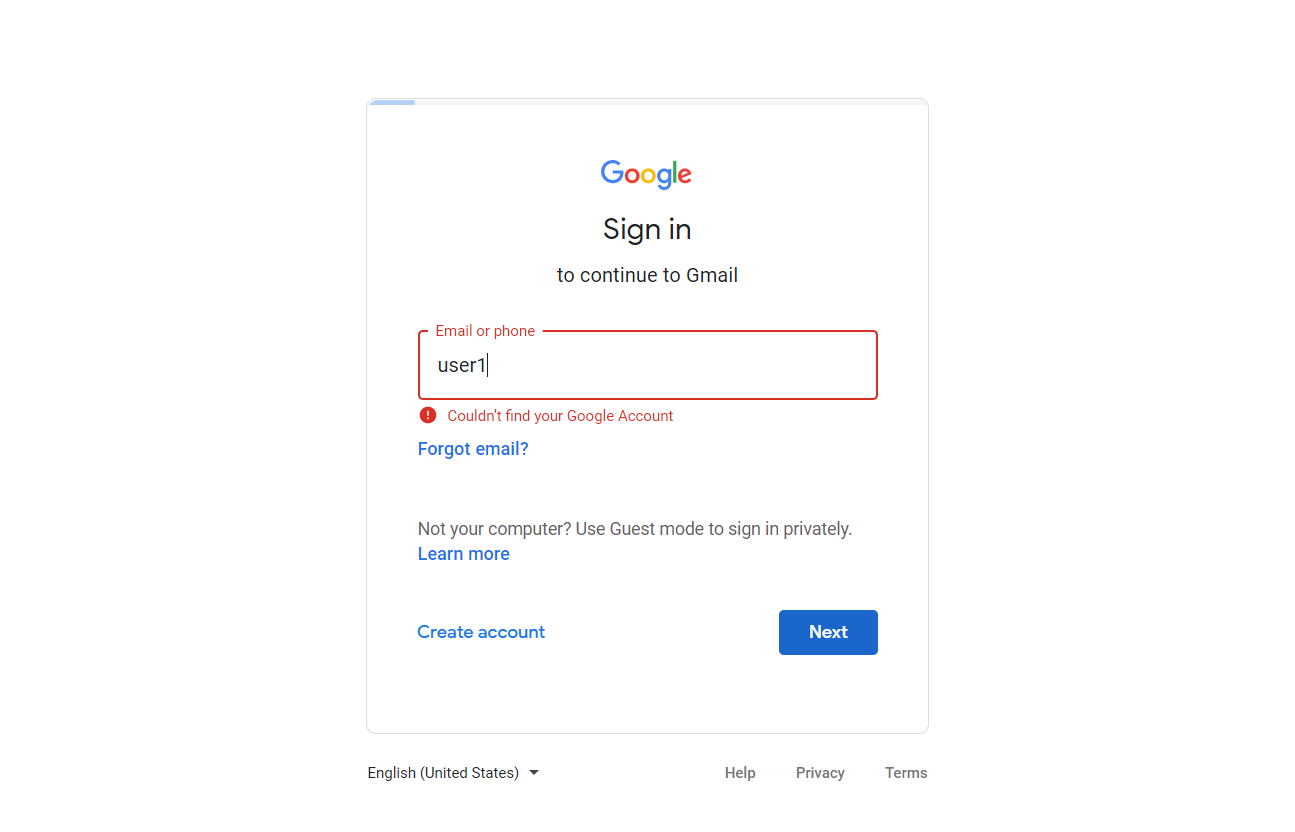 Google
Sign in
to continue to Gmail
Email or phone
user1
Couldn’t find your Google Account
Forgot email?
Not your computer? Use Guest mode to sign in privately.
Learn more
Create account
Next
English (United States)
Help Privacy Terms